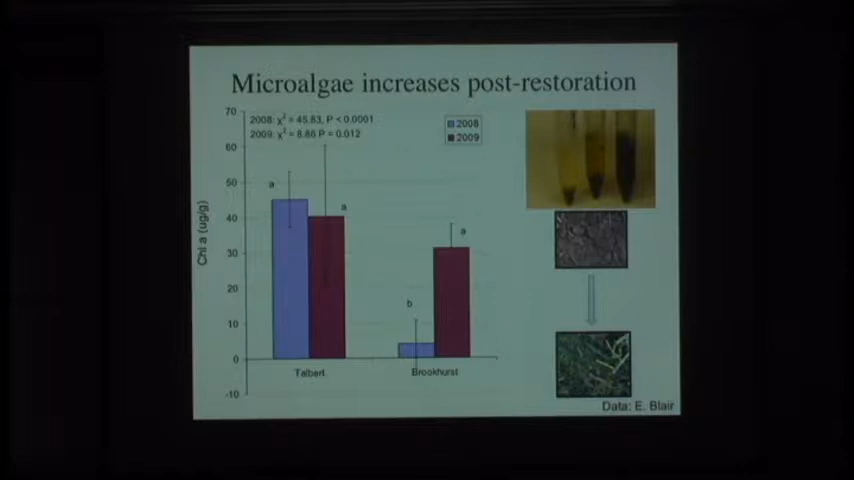 Microalgae increases post-restoration
70
2008: χ² = 45.83, P < 0.0001
2009: χ² = 8.86 P = 0.012
2008
2009
60
50
40
30
20
10
0
-10
Chl a (ug/g)
a
a
b
a
Talbert
Brookhurst
Data: E. Blair